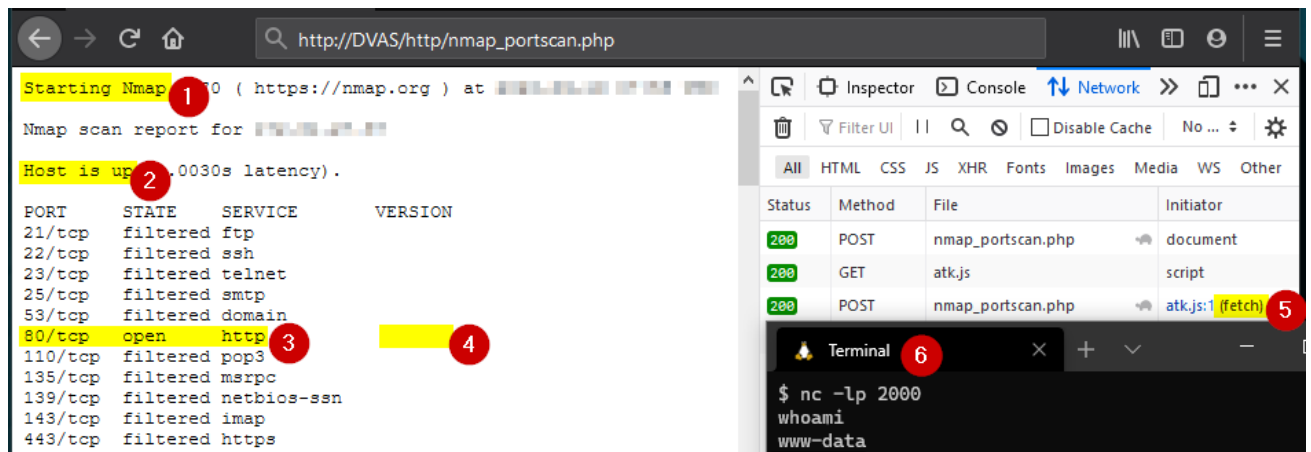 http://DVAS/http/nmap_portscan.php
Starting Nmap 1 0 ( https://nmap.org ) at
Nmap scan report for
Host is up 2 .0030s latency).
PORT STATE SERVICE VERSION
21/tcp filtered ftp
22/tcp filtered ssh
23/tcp filtered telnet
25/tcp filtered smtp
53/tcp filtered domain
80/tcp open http 3 4
110/tcp filtered pop3
135/tcp filtered msrpc
139/tcp filtered netbios-ssn
143/tcp filtered imap
443/tcp filtered https
Inspector Console Network
Filter Url Disable Cache No ...
All HTML CSS JS XHR Fonts Images Media WS Other
Status Method File Initiator
200 POST nmap_portscan.php document
200 GET atk.js script
200 POST nmap_portscan.php atk.js:1 (fetch) 5
Terminal 6
$ nc -lp 2000
whoami
www-data